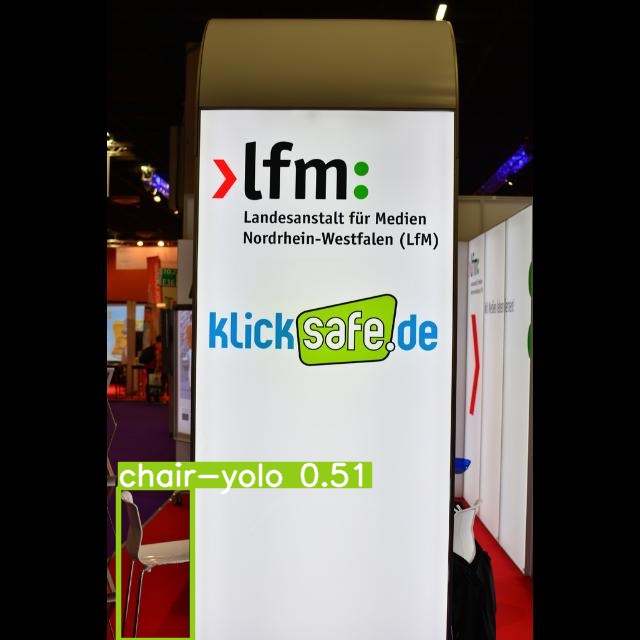 >lfm:
Landesanstalt für Medien
Nordrhein-Westfalen (LfM)
klicksafe.de
chair-yolo 0.51